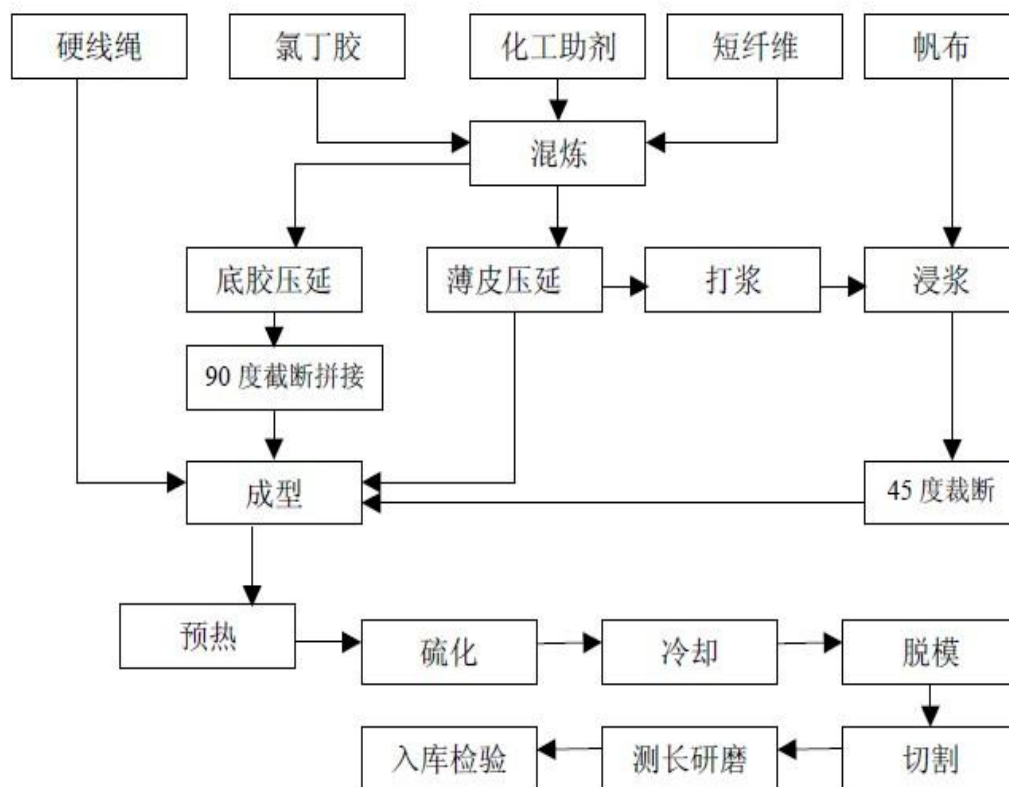 硬线绳
氯丁胶
化工助剂
短纤维
帆布
混炼
底胶压延
薄皮压延
打浆
浸浆
90 度截断拼接
成型
45 度裁断
预热
硫化
冷却
脱模
入库检验
测长研磨
切割